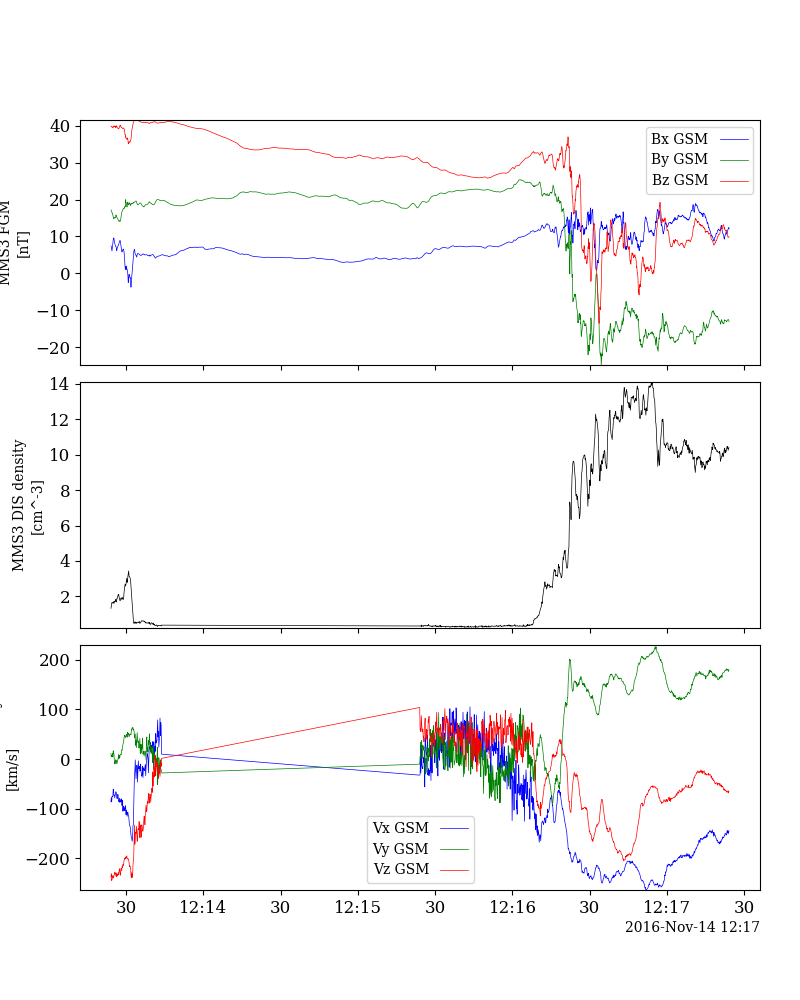 40
30
20
10
0
−10
−20
MMS3 FGM
[nT]
Bx GSM
By GSM
Bz GSM
14
12
10
8
6
4
2
MMS3 DIS density
[cm^-3]
200
100
0
−100
−200
[km/s]
Vx GSM
Vy GSM
Vz GSM
30
12:14
30
12:15
30
12:16
30
12:17
30
2016-Nov-14 12:17